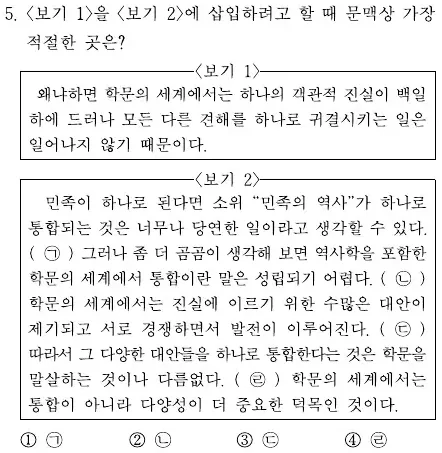 5. 〈보기 1〉을 〈보기 2〉에 삽입하려고 할 때 문맥상 가장
적절한 곳은?
〈보기 1〉
왜냐하면 학문의 세계에서는 하나의 객관적 진실이 백일
하에 드러나 모든 다른 견해를 하나로 귀결시키는 일은
일어나지 않기 때문이다.
〈보기 2〉
민족이 하나로 된다면 소위 “민족의 역사”가 하나로
통합되는 것은 너무나 당연한 일이라고 생각할 수 있다.
( ㉠ ) 그러나 좀 더 곰곰이 생각해 보면 역사학을 포함한
학문의 세계에서 통합이란 말은 성립되기 어렵다. ( ㉡ )
학문의 세계에서는 진실에 이르기 위한 수많은 대안이
제기되고 서로 경쟁하면서 발전이 이루어진다. ( ㉢ )
따라서 그 다양한 대안들을 하나로 통합한다는 것은 학문을
말살하는 것이나 다름없다. ( ㉣ ) 학문의 세계에서는
통합이 아니라 다양성이 더 중요한 덕목인 것이다.
① ㉠ ② ㉡ ③ ㉢ ④ ㉣